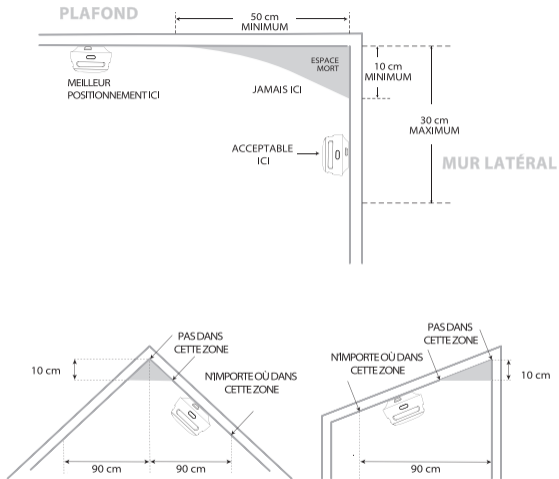 PLAFOND
50 cm
MINIMUM
ESPACE
MORT
10 cm
MINIMUM
MEILLEUR
POSITIONNEMENT ICI
JAMAIS ICI
30 cm
MAXIMUM
ACCEPTABLE
ICI
MUR LATÉRAL
PAS DANS
CETTE ZONE
10 cm
N'IMPORTE OÙ DANS
CETTE ZONE
90 cm
90 cm
PAS DANS
CETTE ZONE
N'IMPORTE OÙ DANS
CETTE ZONE
10 cm
90 cm